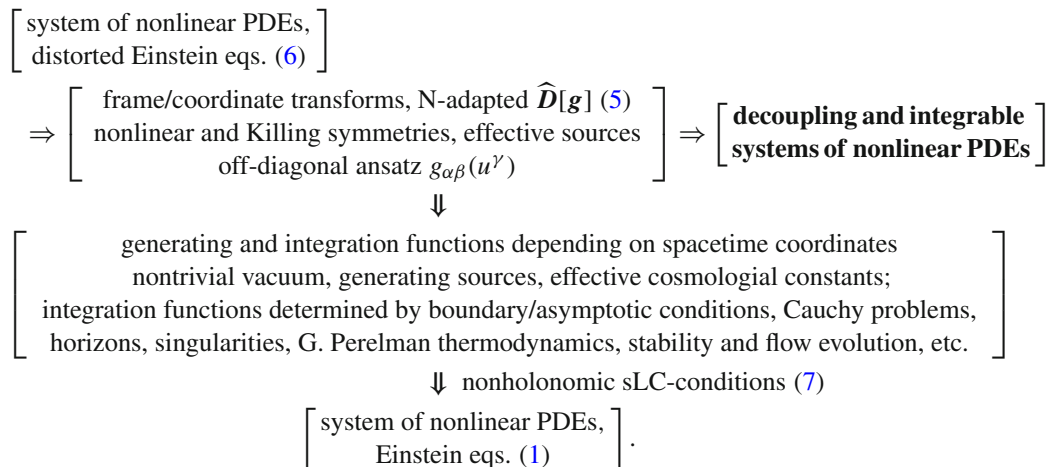 system of nonlinear PDEs,
distorted Einstein eqs. (6)
frame/coordinate transforms, N-adapted D̂[g] (5)
⇒ nonlinear and Killing symmetries, effective sources ⇒
off-diagonal ansatz gαβ(uγ)
decoupling and integrable
systems of nonlinear PDEs
⇓
generating and integration functions depending on spacetime coordinates
nontrivial vacuum, generating sources, effective cosmologial constants;
integration functions determined by boundary/asymptotic conditions, Cauchy problems,
horizons, singularities, G. Perelman thermodynamics, stability and flow evolution, etc.
⇓ nonholonomic sLC-conditions (7)
system of nonlinear PDEs,
Einstein eqs. (1) .